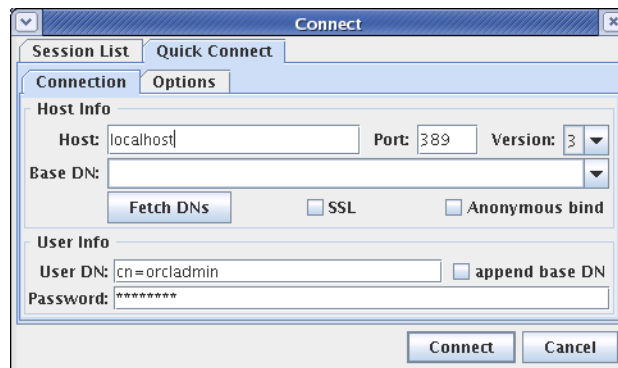 Connect
Session List Quick Connect
Connection Options
Host Info
Host: localhost Port: 389 Version: 3
Base DN:
Fetch DNs SSL Anonymous bind
User Info
User DN: cn=orcladmin append base DN
Password: ********
Connect Cancel